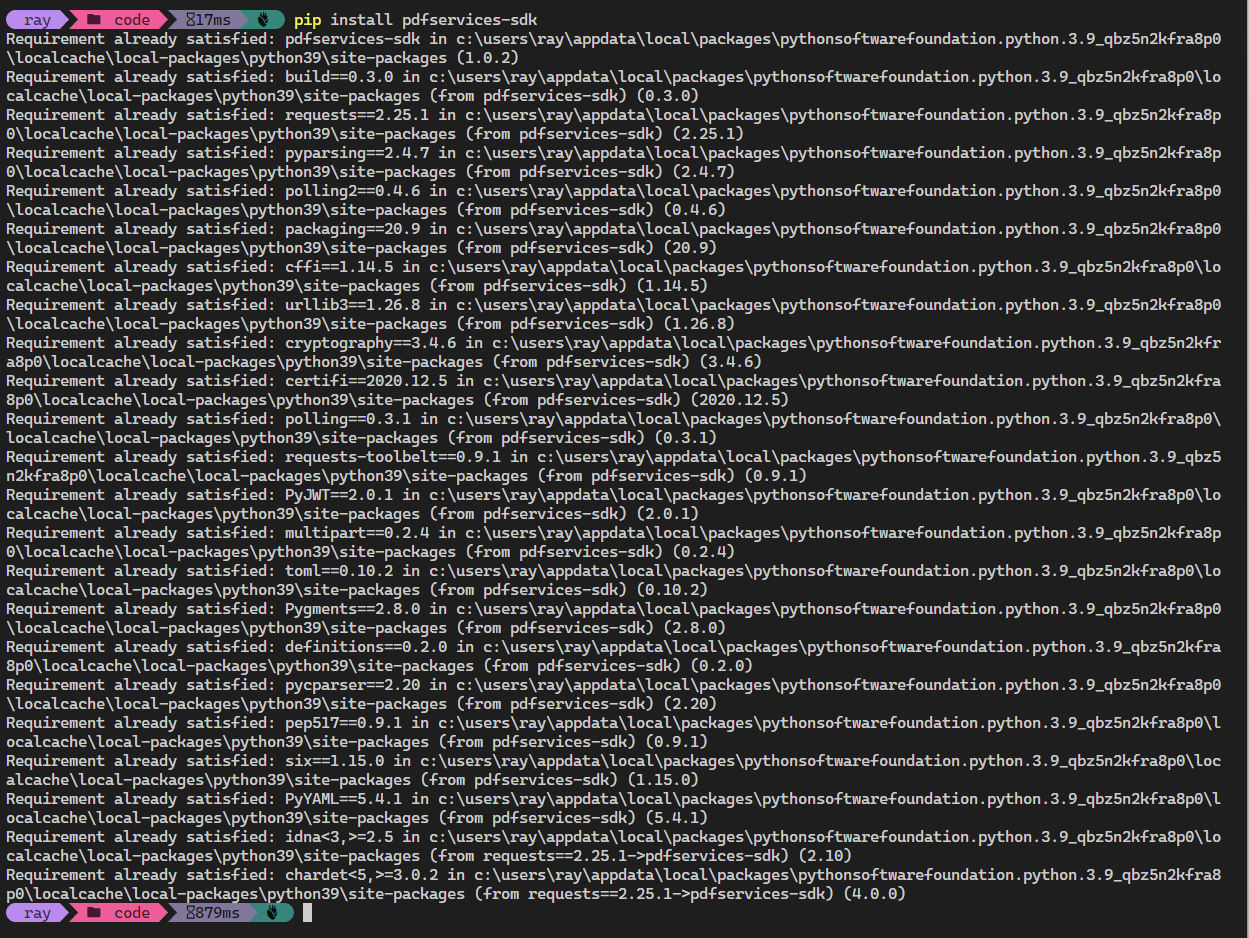 ray code 17ms pip install pdfservices-sdk
Requirement already satisfied: pdfservices-sdk in c:\users\ray\appdata\local\packages\pythonsoftwarefoundation.python.3.9_qbz5n2kfra8p0
\localcache\local-packages\python39\site-packages (1.0.2)
Requirement already satisfied: build==0.3.0 in c:\users\ray\appdata\local\packages\pythonsoftwarefoundation.python.3.9_qbz5n2kfra8p0\lo
calcache\local-packages\python39\site-packages (from pdfservices-sdk) (0.3.0)
Requirement already satisfied: requests==2.25.1 in c:\users\ray\appdata\local\packages\pythonsoftwarefoundation.python.3.9_qbz5n2kfra8p
0\localcache\local-packages\python39\site-packages (from pdfservices-sdk) (2.25.1)
Requirement already satisfied: pyparsing==2.4.7 in c:\users\ray\appdata\local\packages\pythonsoftwarefoundation.python.3.9_qbz5n2kfra8p
0\localcache\local-packages\python39\site-packages (from pdfservices-sdk) (2.4.7)
Requirement already satisfied: polling2==0.4.6 in c:\users\ray\appdata\local\packages\pythonsoftwarefoundation.python.3.9_qbz5n2kfra8p0
\localcache\local-packages\python39\site-packages (from pdfservices-sdk) (0.4.6)
Requirement already satisfied: packaging==20.9 in c:\users\ray\appdata\local\packages\pythonsoftwarefoundation.python.3.9_qbz5n2kfra8p0
\localcache\local-packages\python39\site-packages (from pdfservices-sdk) (20.9)
Requirement already satisfied: cffi==1.14.5 in c:\users\ray\appdata\local\packages\pythonsoftwarefoundation.python.3.9_qbz5n2kfra8p0\lo
calcache\local-packages\python39\site-packages (from pdfservices-sdk) (1.14.5)
Requirement already satisfied: urllib3==1.26.8 in c:\users\ray\appdata\local\packages\pythonsoftwarefoundation.python.3.9_qbz5n2kfra8p0
\localcache\local-packages\python39\site-packages (from pdfservices-sdk) (1.26.8)
Requirement already satisfied: cryptography==3.4.6 in c:\users\ray\appdata\local\packages\pythonsoftwarefoundation.python.3.9_qbz5n2kfr
a8p0\localcache\local-packages\python39\site-packages (from pdfservices-sdk) (3.4.6)
Requirement already satisfied: certifi==2020.12.5 in c:\users\ray\appdata\local\packages\pythonsoftwarefoundation.python.3.9_qbz5n2kfra
8p0\localcache\local-packages\python39\site-packages (from pdfservices-sdk) (2020.12.5)
Requirement already satisfied: polling==0.3.1 in c:\users\ray\appdata\local\packages\pythonsoftwarefoundation.python.3.9_qbz5n2kfra8p0\
localcache\local-packages\python39\site-packages (from pdfservices-sdk) (0.3.1)
Requirement already satisfied: requests-toolbelt==0.9.1 in c:\users\ray\appdata\local\packages\pythonsoftwarefoundation.python.3.9_qbz5
n2kfra8p0\localcache\local-packages\python39\site-packages (from pdfservices-sdk) (0.9.1)
Requirement already satisfied: PyJWT==2.0.1 in c:\users\ray\appdata\local\packages\pythonsoftwarefoundation.python.3.9_qbz5n2kfra8p0\lo
calcache\local-packages\python39\site-packages (from pdfservices-sdk) (2.0.1)
Requirement already satisfied: multipart==0.2.4 in c:\users\ray\appdata\local\packages\pythonsoftwarefoundation.python.3.9_qbz5n2kfra8p
0\localcache\local-packages\python39\site-packages (from pdfservices-sdk) (0.2.4)
Requirement already satisfied: toml==0.10.2 in c:\users\ray\appdata\local\packages\pythonsoftwarefoundation.python.3.9_qbz5n2kfra8p0\lo
calcache\local-packages\python39\site-packages (from pdfservices-sdk) (0.10.2)
Requirement already satisfied: Pygments==2.8.0 in c:\users\ray\appdata\local\packages\pythonsoftwarefoundation.python.3.9_qbz5n2kfra8p0
\localcache\local-packages\python39\site-packages (from pdfservices-sdk) (2.8.0)
Requirement already satisfied: definitions==0.2.0 in c:\users\ray\appdata\local\packages\pythonsoftwarefoundation.python.3.9_qbz5n2kfra
8p0\localcache\local-packages\python39\site-packages (from pdfservices-sdk) (0.2.0)
Requirement already satisfied: pycparser==2.20 in c:\users\ray\appdata\local\packages\pythonsoftwarefoundation.python.3.9_qbz5n2kfra8p0
\localcache\local-packages\python39\site-packages (from pdfservices-sdk) (2.20)
Requirement already satisfied: pep517==0.9.1 in c:\users\ray\appdata\local\packages\pythonsoftwarefoundation.python.3.9_qbz5n2kfra8p0\l
ocalcache\local-packages\python39\site-packages (from pdfservices-sdk) (0.9.1)
Requirement already satisfied: six==1.15.0 in c:\users\ray\appdata\local\packages\pythonsoftwarefoundation.python.3.9_qbz5n2kfra8p0\loc
alcache\local-packages\python39\site-packages (from pdfservices-sdk) (1.15.0)
Requirement already satisfied: PyYAML==5.4.1 in c:\users\ray\appdata\local\packages\pythonsoftwarefoundation.python.3.9_qbz5n2kfra8p0\l
ocalcache\local-packages\python39\site-packages (from pdfservices-sdk) (5.4.1)
Requirement already satisfied: idna<3,>=2.5 in c:\users\ray\appdata\local\packages\pythonsoftwarefoundation.python.3.9_qbz5n2kfra8p0\lo
calcache\local-packages\python39\site-packages (from requests==2.25.1->pdfservices-sdk) (2.10)
Requirement already satisfied: chardet<5,>=3.0.2 in c:\users\ray\appdata\local\packages\pythonsoftwarefoundation.python.3.9_qbz5n2kfra8
p0\localcache\local-packages\python39\site-packages (from requests==2.25.1->pdfservices-sdk) (4.0.0)
ray code 879ms